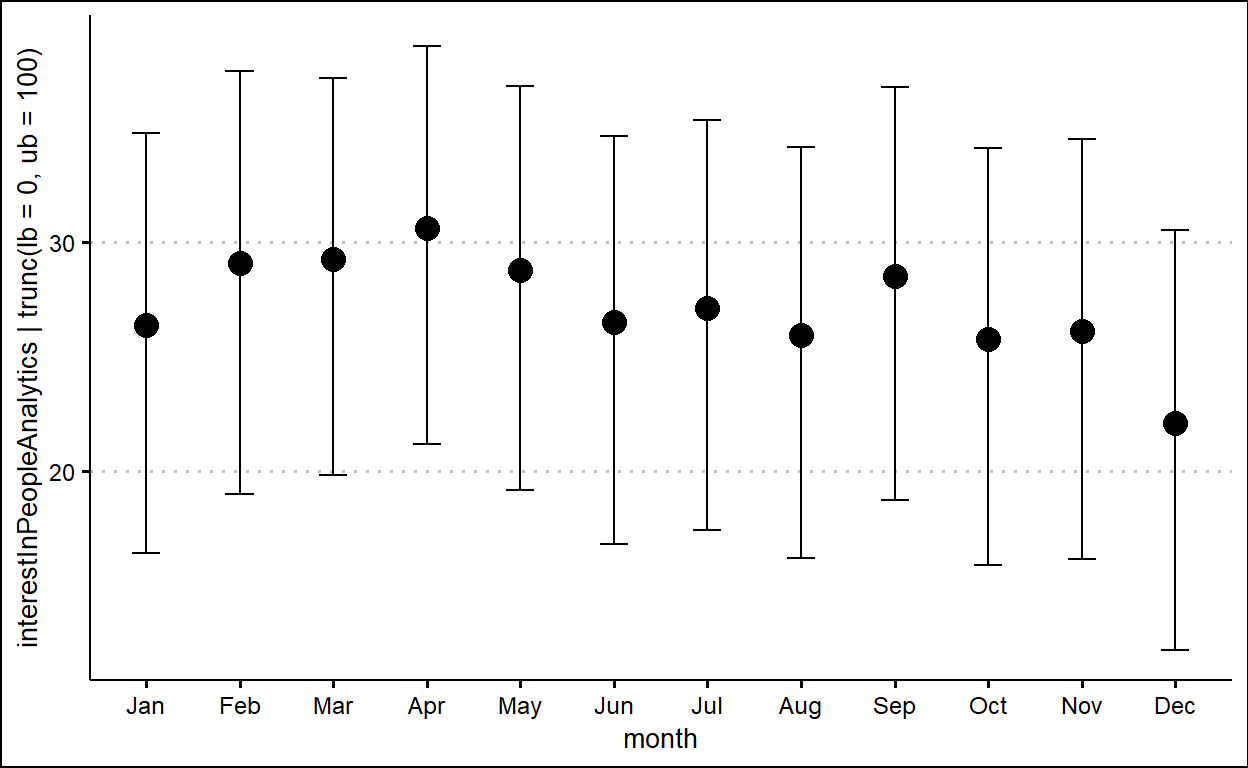 interestInPeopleAnalytics | trunc(lb = 0, ub = 100)
30
20
Jan Feb Mar Apr May Jun Jul Aug Sep Oct Nov Dec
month